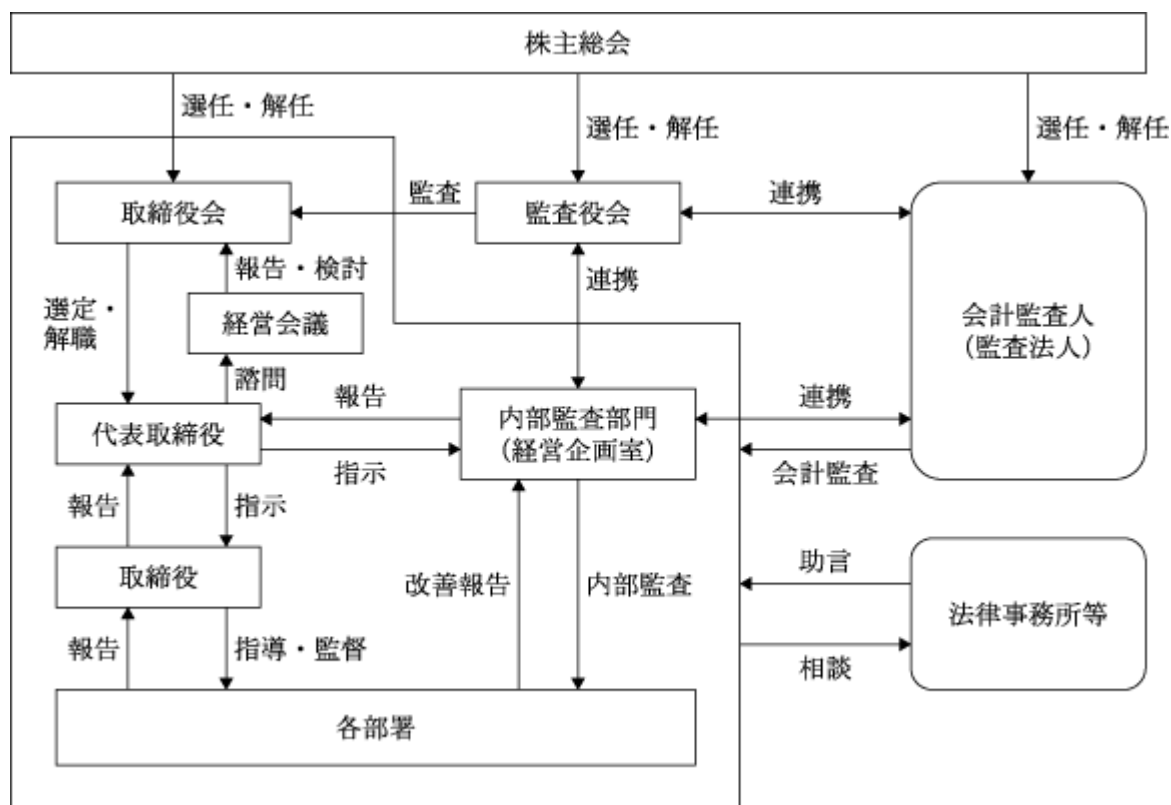 株主総会
選任・解任
選任・解任
選任・解任
取締役会
監査
監査役会
連携
報告・検討
連携
選定・
解職
経営会議
会計監査人
(監査法人)
諮問
代表取締役
報告
指示
内部監査部門
(経営企画室)
連携
会計監査
報告
指示
取締役
改善報告
内部監査
助言
法律事務所等
相談
報告
指導・監督
各部署